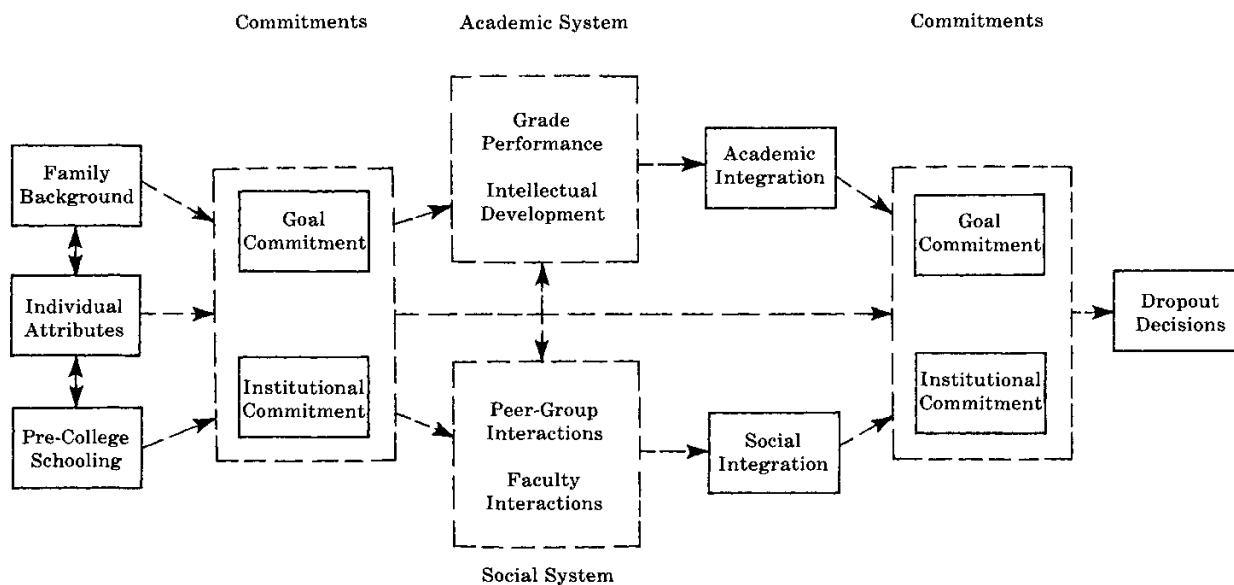 Commitments
Academic System
Commitments
Grade
Performance
Intellectual
Development
Academic
Integration
Family
Background
Goal
Commitment
Goal
Commitment
Individual
Attributes
Dropout
Decisions
Institutional
Commitment
Institutional
Commitment
Pre-College
Schooling
Peer-Group
Interactions
Faculty
Interactions
Social
Integration
Social System